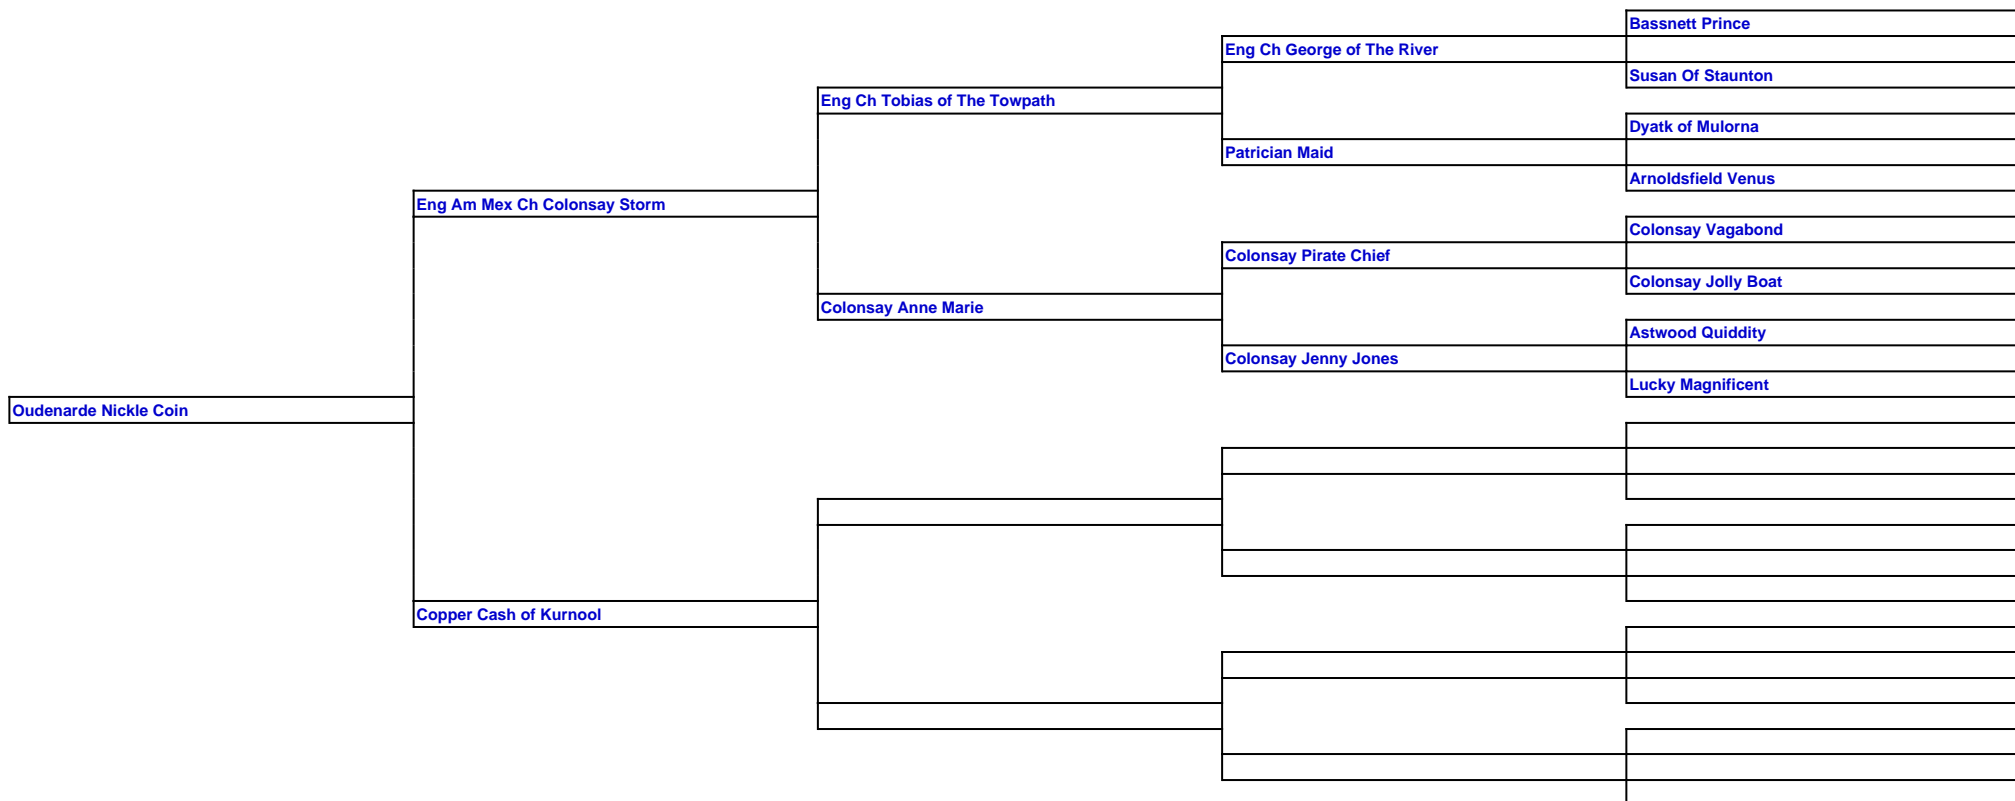 Bassnett Prince
Eng Ch George of The River
Susan Of Staunton
Eng Ch Tobias of The Towpath
Dyatk of Mulorna
Patrician Maid
Arnoldsfield Venus
Eng Am Mex Ch Colonsay Storm
Colonsay Vagabond
Colonsay Pirate Chief
Colonsay Jolly Boat
Colonsay Anne Marie
Astwood Quiddity
Colonsay Jenny Jones
Lucky Magnificent
Oudenarde Nickle Coin
Copper Cash of Kurnool